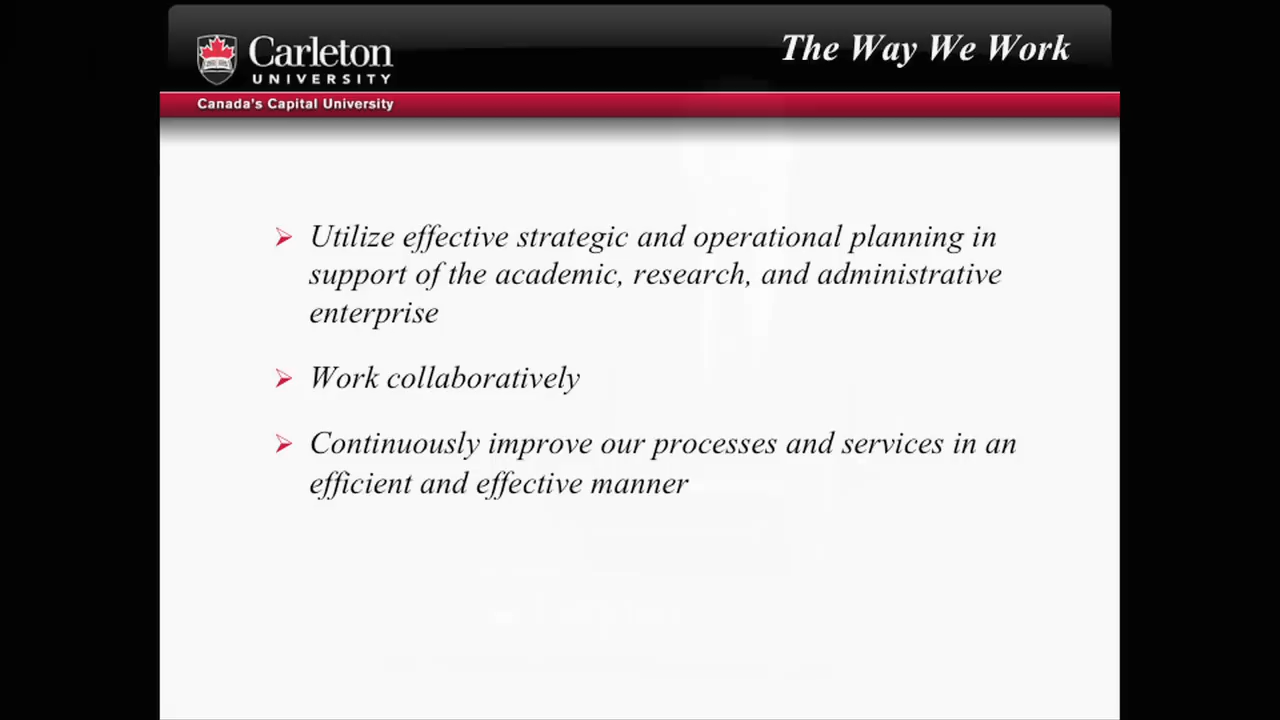 Carleton
UNIVERSITY
Canada's Capital University
The Way We Work
Utilize effective strategic and operational planning in
support of the academic, research, and administrative
enterprise
Work collaboratively
Continuously improve our processes and services in an
efficient and effective manner